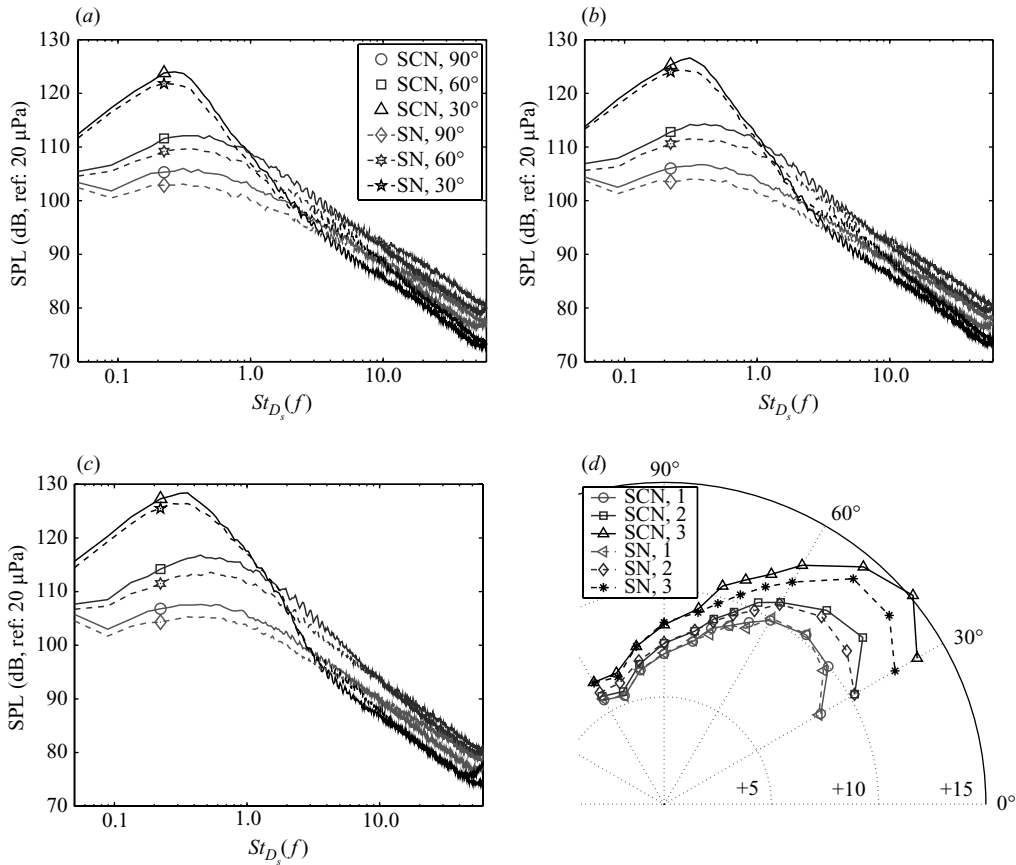 (a)
130
120
110
100
90
80
70
SPL (dB, ref. 20 μPa)
0.1
1.0
10.0
St_{D_s}(f)
SCN, 90°
SCN, 60°
SCN, 30°
SN, 90°
SN, 60°
SN, 30°
(b)
130
120
110
100
90
80
70
SPL (dB, ref. 20 μPa)
0.1
1.0
10.0
St_{D_s}(f)
(c)
130
120
110
100
90
80
70
SPL (dB, ref. 20 μPa)
0.1
1.0
10.0
St_{D_s}(f)
(d)
90°
60°
30°
0°
+5
+10
+15
SCN, 1
SCN, 2
SCN, 3
SN, 1
SN, 2
SN, 3